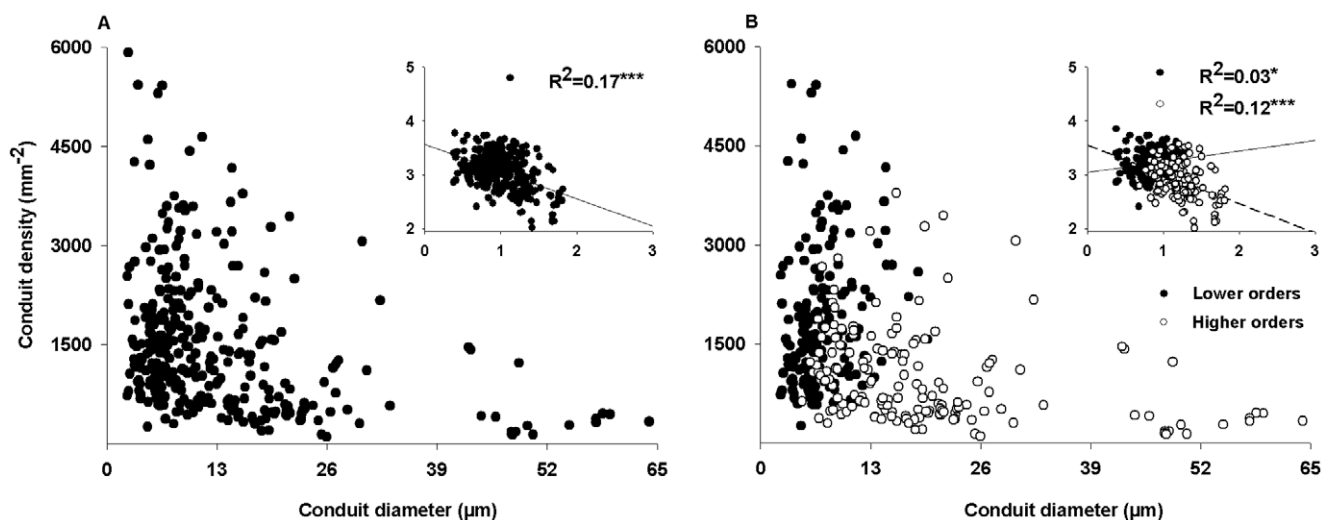 A
Conduit density (mm⁻²)
6000
4500
3000
1500
0 13 26 39 52 65
Conduit diameter (µm)
5
4
3
2
0 1 2 3
R²=0.17***
B
6000
4500
3000
1500
0 13 26 39 52 65
Conduit diameter (µm)
5
4
3
2
0 1 2 3
R²=0.03*
R²=0.12***
Lower orders
Higher orders